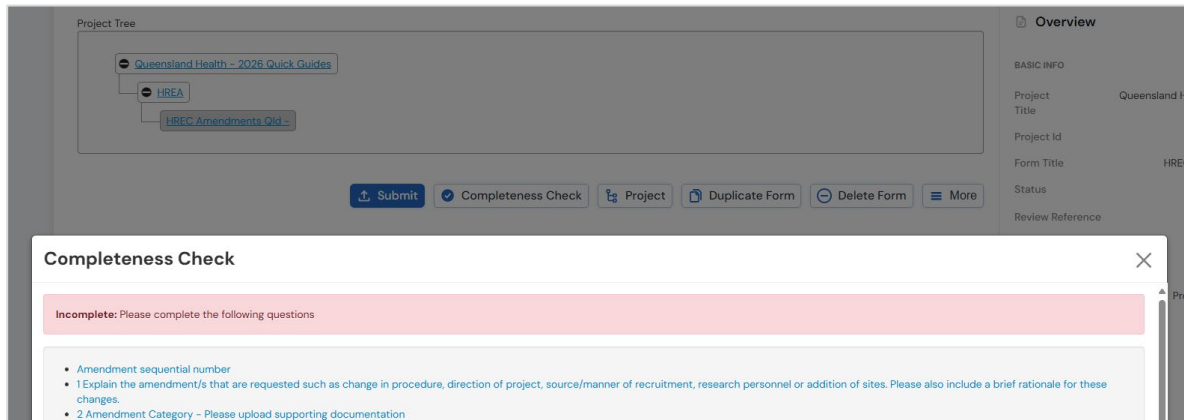 Project Tree
Queensland Health - 2026 Quick Guides
HREA
HREC Amendments Qld -
Submit
Completeness Check
Project
Duplicate Form
Delete Form
More
Overview
BASIC INFO
Project
Title
Queensland H
Project Id
Form Title
HREC
Status
Review Reference
Pr
Completeness Check
Incomplete: Please complete the following questions
Amendment sequential number
1 Explain the amendment/s that are requested such as change in procedure, direction of project, source/manner of recruitment, research personnel or addition of sites. Please also include a brief rationale for these
changes.
2 Amendment Category - Please upload supporting documentation